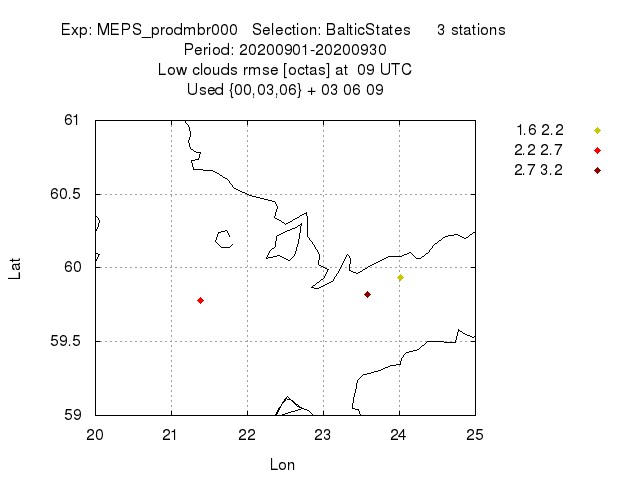 Exp: MEPS_prodmbr000 Selection: BalticStates 3 stations
Period: 20200901-20200930
Low clouds rmse [octas] at 09 UTC
Used {00,03,06} + 03 06 09
61
60.5
60
59.5
59
Lat
20 21 22 23 24 25
Lon
1.6 2.2
2.2 2.7
2.7 3.2